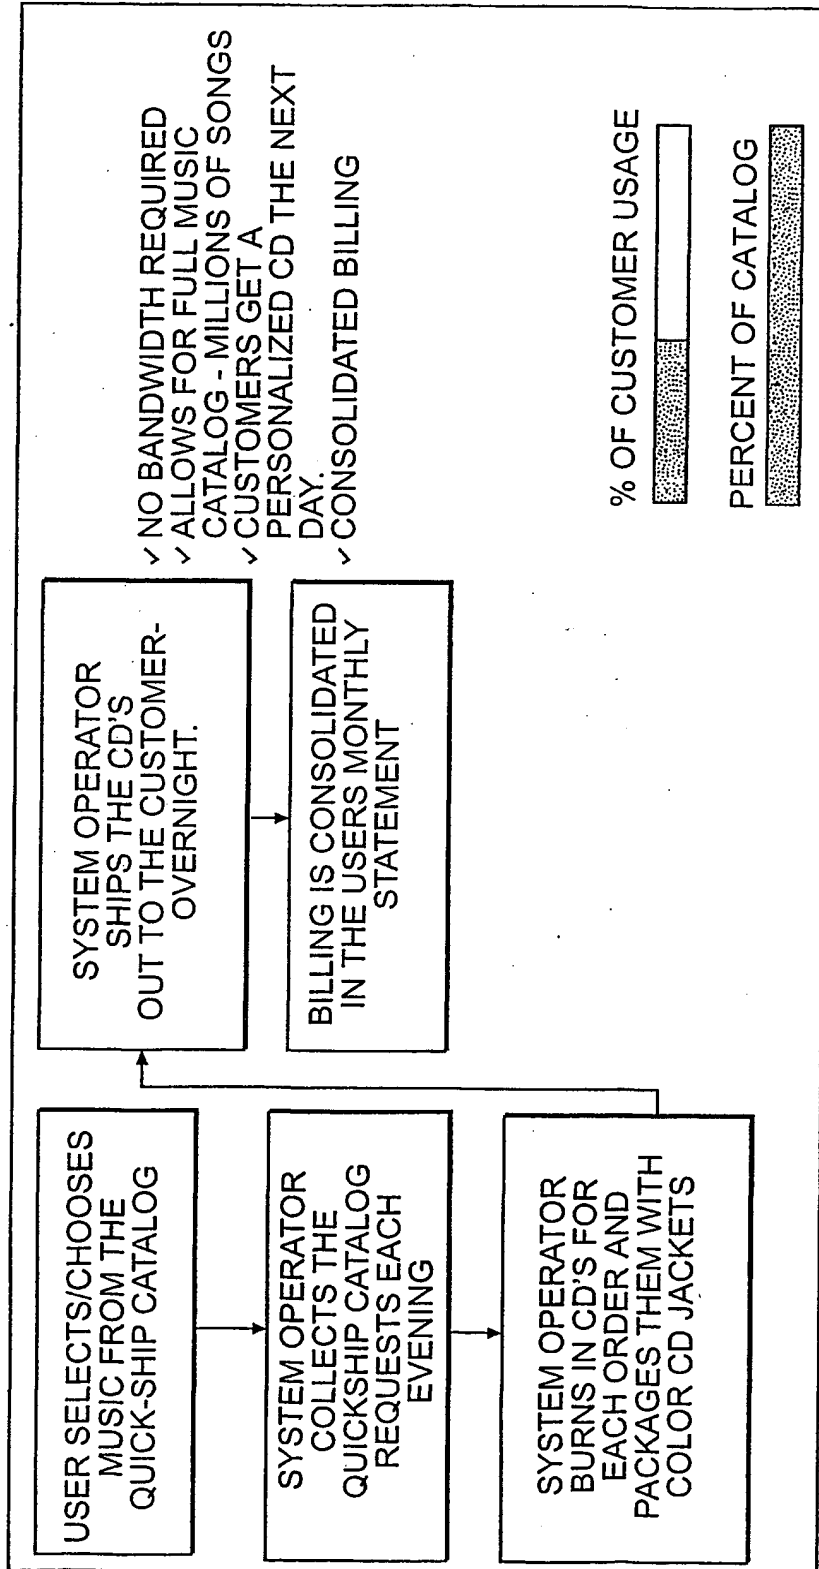 USER SELECTS/CHOOSES
MUSIC FROM THE
QUICK-SHIP CATALOG
SYSTEM OPERATOR
COLLECTS THE
QUICKSHIP CATALOG
REQUESTS EACH
EVENING
SYSTEM OPERATOR
BURNS IN CD'S FOR
EACH ORDER AND
PACKAGES THEM WITH
COLOR CD JACKETS
SYSTEM OPERATOR
SHIPS THE CD'S
OUT TO THE CUSTOMER-
OVERNIGHT.
BILLING IS CONSOLIDATED
IN THE USERS MONTHLY
STATEMENT
✓ NO BANDWIDTH REQUIRED
✓ ALLOWS FOR FULL MUSIC
CATALOG - MILLIONS OF SONGS
✓ CUSTOMERS GET A
PERSONALIZED CD THE NEXT
DAY.
✓ CONSOLIDATED BILLING
% OF CUSTOMER USAGE
PERCENT OF CATALOG